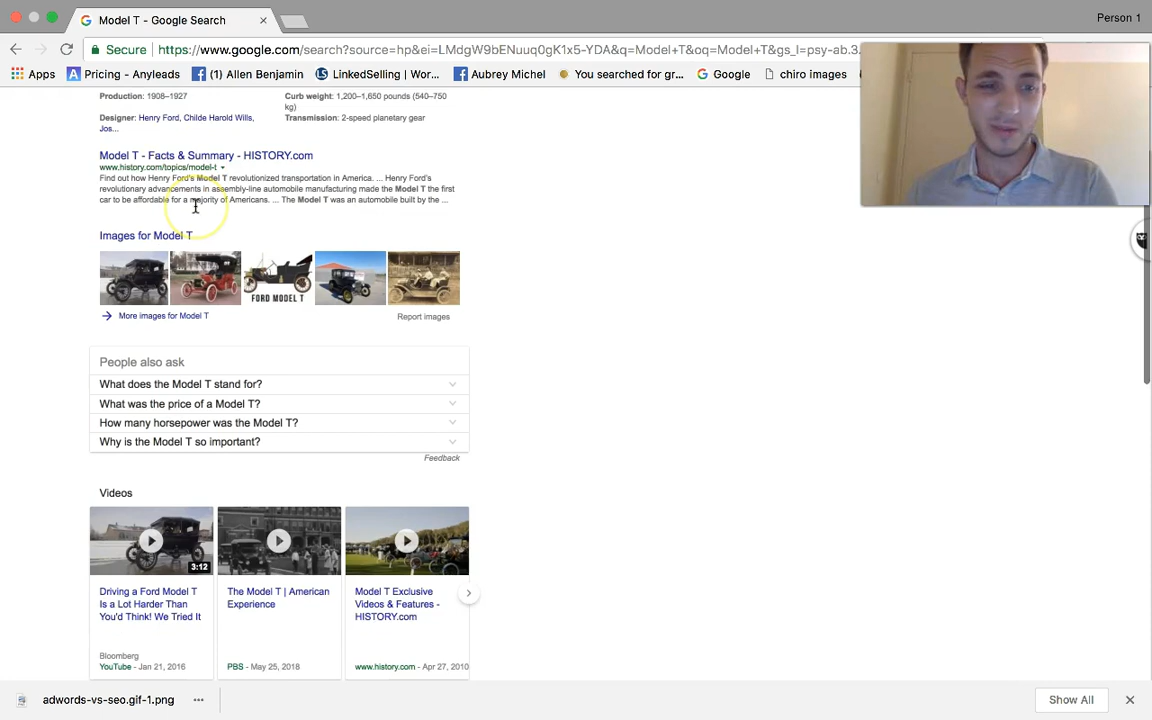 Model T - Google Search
Person 1
Secure https://www.google.com/search?source=hp&ei=LMdgW9bENuuq0gK1x5-YDA&q=Model+T&oq=Model+T&gs_l=psy-ab.3.
Apps Pricing - Anyleads (1) Allen Benjamin LinkedSelling | Wor... Aubrey Michel You searched for gr... Google chiro images
Production: 1908–1927
Curb weight: 1,200–1,650 pounds (540–750
kg)
Designer: Henry Ford, Childe Harold Wills,
Jos...
Transmission: 2-speed planetary gear
Model T - Facts & Summary - HISTORY.com
www.history.com/topics/model-t
Find out how Henry Ford's Model T revolutionized transportation in America. ... Henry Ford's
revolutionary advancements in assembly-line automobile manufacturing made the Model T the first
car to be affordable for a majority of Americans. ... The Model T was an automobile built by the ...
Images for Model T
FORD MODEL T
More images for Model T
Report images
People also ask
What does the Model T stand for?
What was the price of a Model T?
How many horsepower was the Model T?
Why is the Model T so important?
Feedback
Videos
3:12
Driving a Ford Model T
Is a Lot Harder Than
You'd Think! We Tried It
Bloomberg
YouTube - Jan 21, 2016
The Model T | American
Experience
PBS - May 25, 2018
Model T Exclusive
Videos & Features -
HISTORY.com
www.history.com - Apr 27, 2010
adwords-vs-seo.gif-1.png
Show All